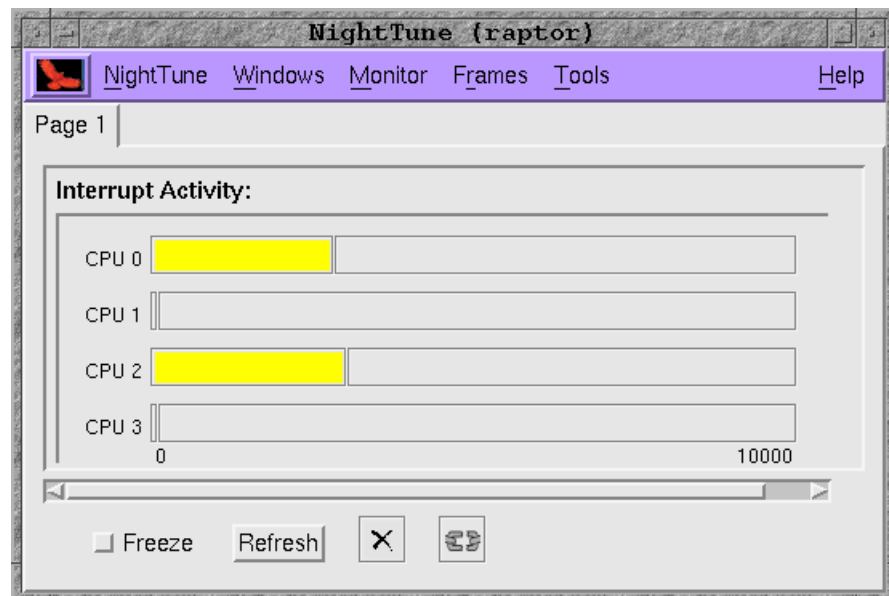 NightTune (raptor)
NightTune Windows Monitor Frames Tools Help
Page 1
Interrupt Activity:
CPU 0
CPU 1
CPU 2
CPU 3
0 10000
Freeze Refresh